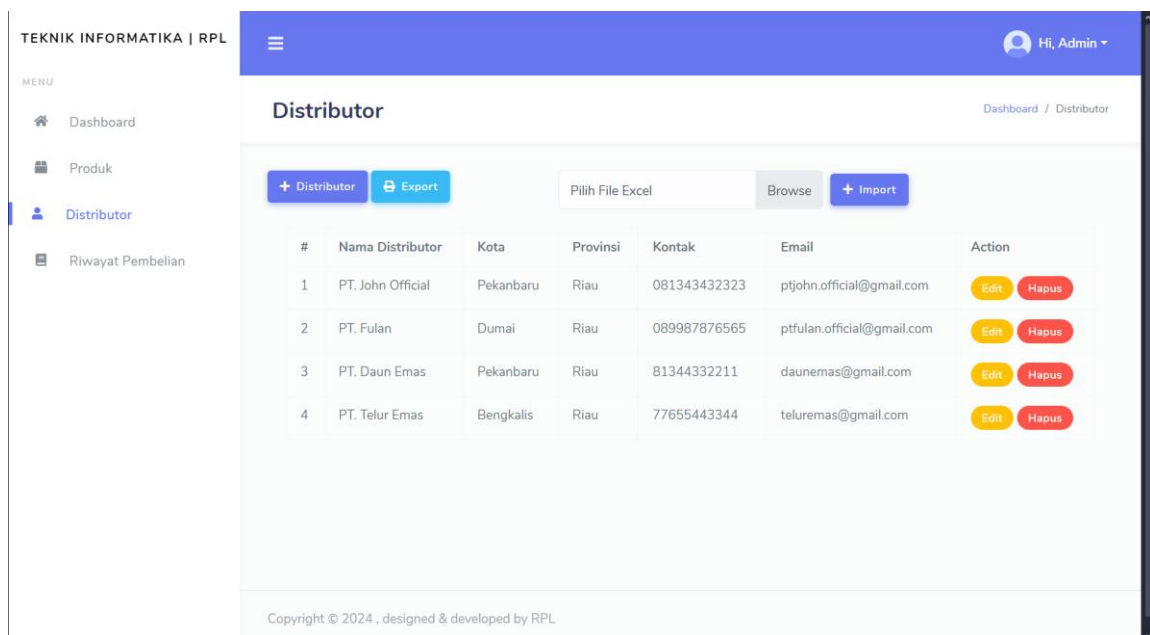 TEKNIK INFORMATIKA | RPL
Hi, Admin
MENU
Dashboard
Produk
Distributor
Riwayat Pembelian
Distributor
Dashboard / Distributor
+ Distributor Export Pilih File Excel Browse + Import
# Nama Distributor Kota Provinsi Kontak Email Action
1 PT. John Official Pekanbaru Riau 081343432323 ptjohn.official@gmail.com Edit Hapus
2 PT. Fulan Dumai Riau 089987876565 ptfulan.official@gmail.com Edit Hapus
3 PT. Daun Emas Pekanbaru Riau 81344332211 daunemas@gmail.com Edit Hapus
4 PT. Telur Emas Bengkalis Riau 77655443344 teluremas@gmail.com Edit Hapus
Copyright © 2024 , designed & developed by RPL